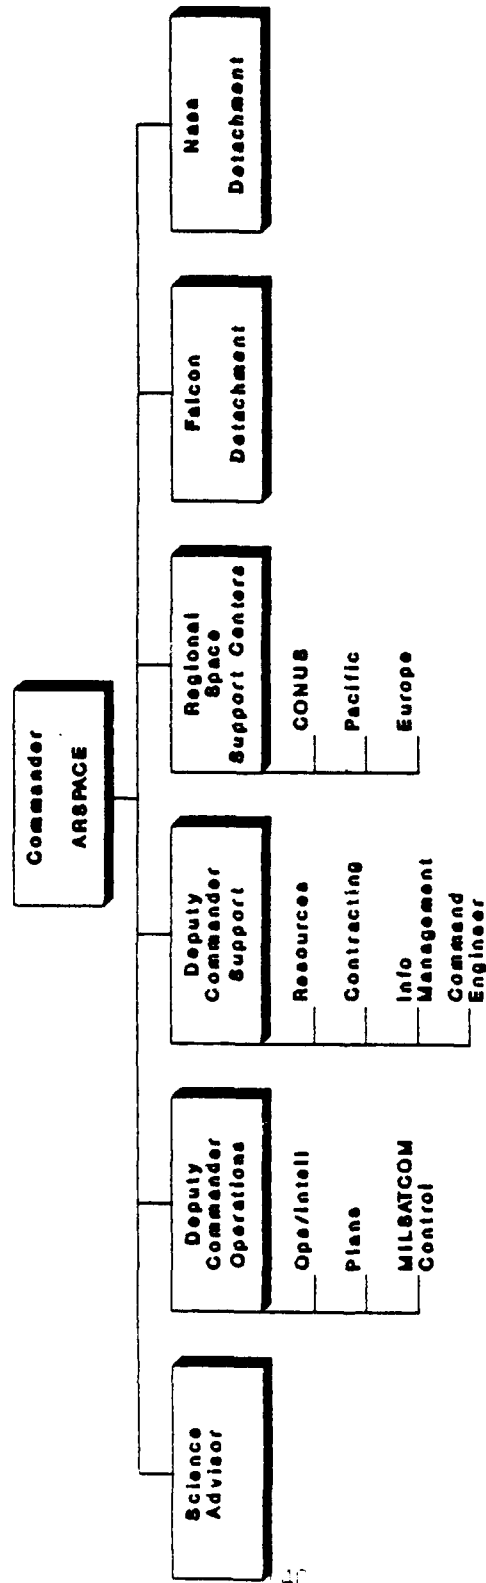 Commander
ARSPACE
Science
Advisor
Deputy
Commander
Operations
Ops/Intell
Plans
MILSATCOM
Control
Deputy
Commander
Support
Resources
Contracting
Info
Management
Command
Engineer
Regional
Space
Support Centers
CONUS
Pacific
Europe
Falcon
Detachment
Nasa
Detachment